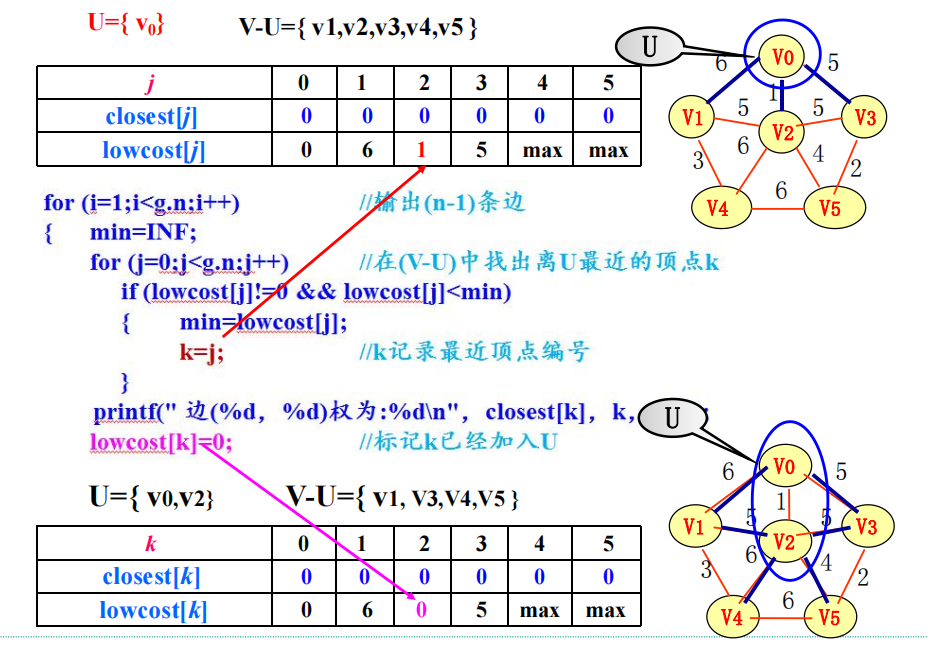 U={ v0} V-U={ v1,v2,v3,v4,v5 }
j 0 1 2 3 4 5
closest[j] 0 0 0 0 0 0
lowcost[j] 0 6 1 5 max max
U
V0
6 1 5
V1 5 V2 5 V3
3 6 4 2
V4 6 V5
for (i=1;i<g.n;i++) //输出(n-1)条边
{ min=INF;
for (j=0;j<g.n;j++) //在(V-U)中找出离U最近的顶点k
if (lowcost[j]!=0 && lowcost[j]<min)
{ min=lowcost[j];
k=j; //k记录最近顶点编号
}
printf(" 边(%d，%d)权为:%d\n"，closest[k]，k，
lowcost[k]=0; //标记k已经加入U
U
V0
6 1 5
V1 5 V2 5 V3
3 6 4 2
V4 6 V5
U={ v0,v2} V-U={ v1, V3,V4,V5 }
k 0 1 2 3 4 5
closest[k] 0 0 0 0 0 0
lowcost[k] 0 6 0 5 max max